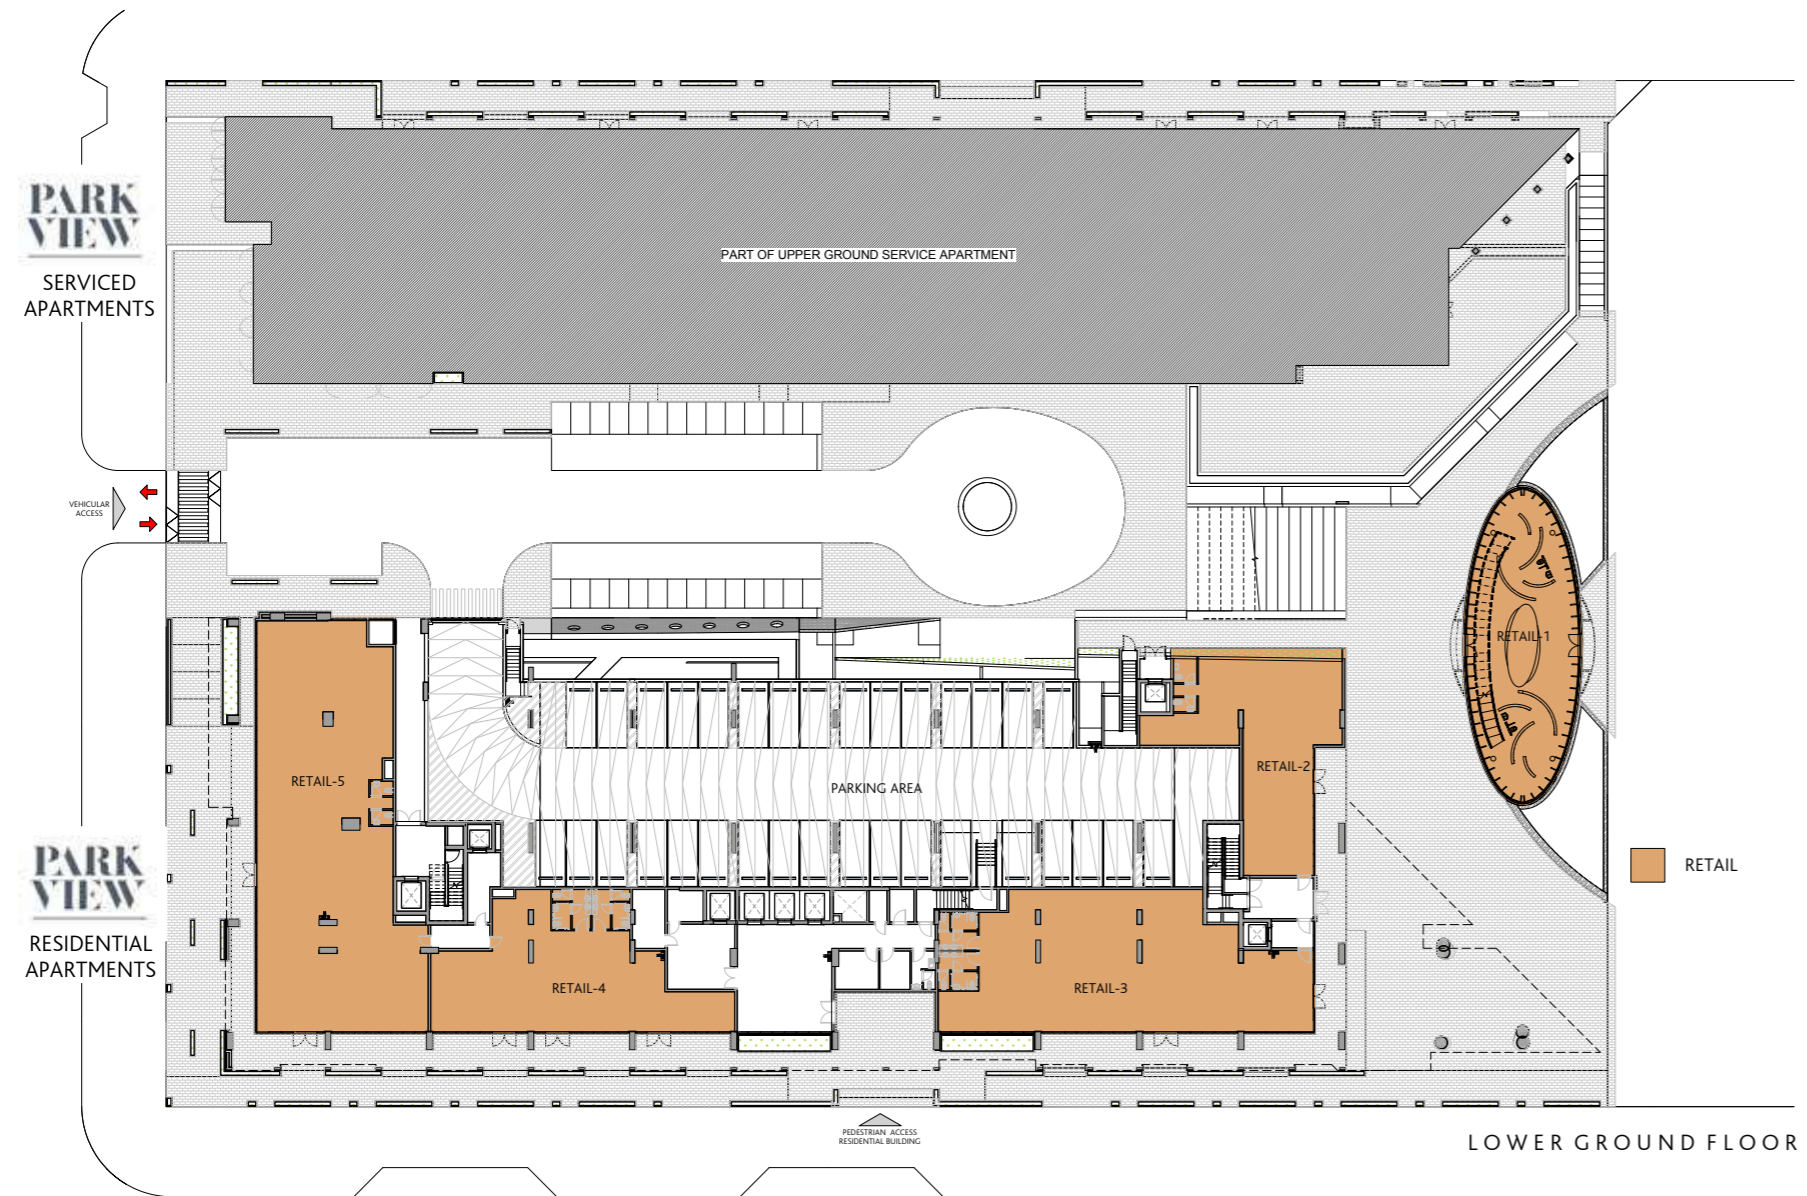 PARK
VIEW
SERVICED
APARTMENTS
PART OF UPPER GROUND SERVICE APARTMENT
VEHICULAR
ACCESS
RETAIL-1
RETAIL-2
RETAIL-5
PARKING AREA
PARK
VIEW
RESIDENTIAL
APARTMENTS
RETAIL
RETAIL-4
RETAIL-3
PEDESTRIAN ACCESS
RESIDENTIAL BUILDING
LOWER GROUND FLOOR